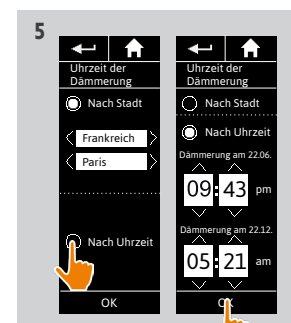 5
Uhrzeit der
Dämmerung
Nach Stadt
Frankreich
Paris
Nach Uhrzeit
OK
Uhrzeit der
Dämmerung
Nach Stadt
Nach Uhrzeit
Dämmerung am 22.06.
09 43 pm
Dämmerung am 22.12.
05 21 am
OK